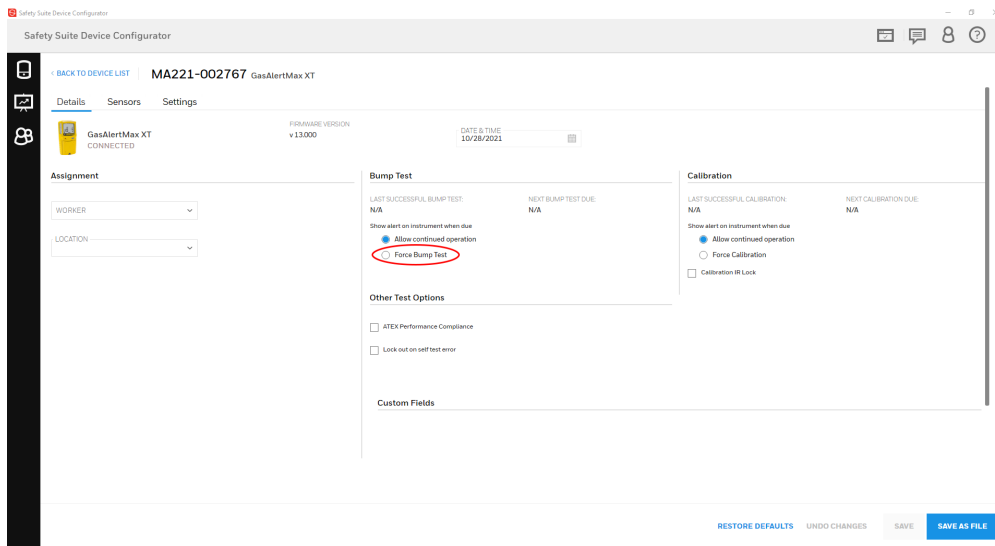 Safety Suite Device Configurator
Safety Suite Device Configurator
< BACK TO DEVICE LIST MA221-002767 GasAlertMax XT
Details Sensors Settings
GasAlertMax XT
CONNECTED
FIRMWARE VERSION
v 13.000
DATE & TIME
10/28/2021
Assignment
WORKER
LOCATION
Bump Test
LAST SUCCESSFUL BUMP TEST: NEXT BUMP TEST DUE:
N/A N/A
Show alert on instrument when due
Allow continued operation
Force Bump Test
Other Test Options
ATEX Performance Compliance
Lock out on self test error
Calibration
LAST SUCCESSFUL CALIBRATION: NEXT CALIBRATION DUE:
N/A N/A
Show alert on instrument when due
Allow continued operation
Force Calibration
Calibration IR Lock
Custom Fields
RESTORE DEFAULTS UNDO CHANGES SAVE SAVE AS FILE